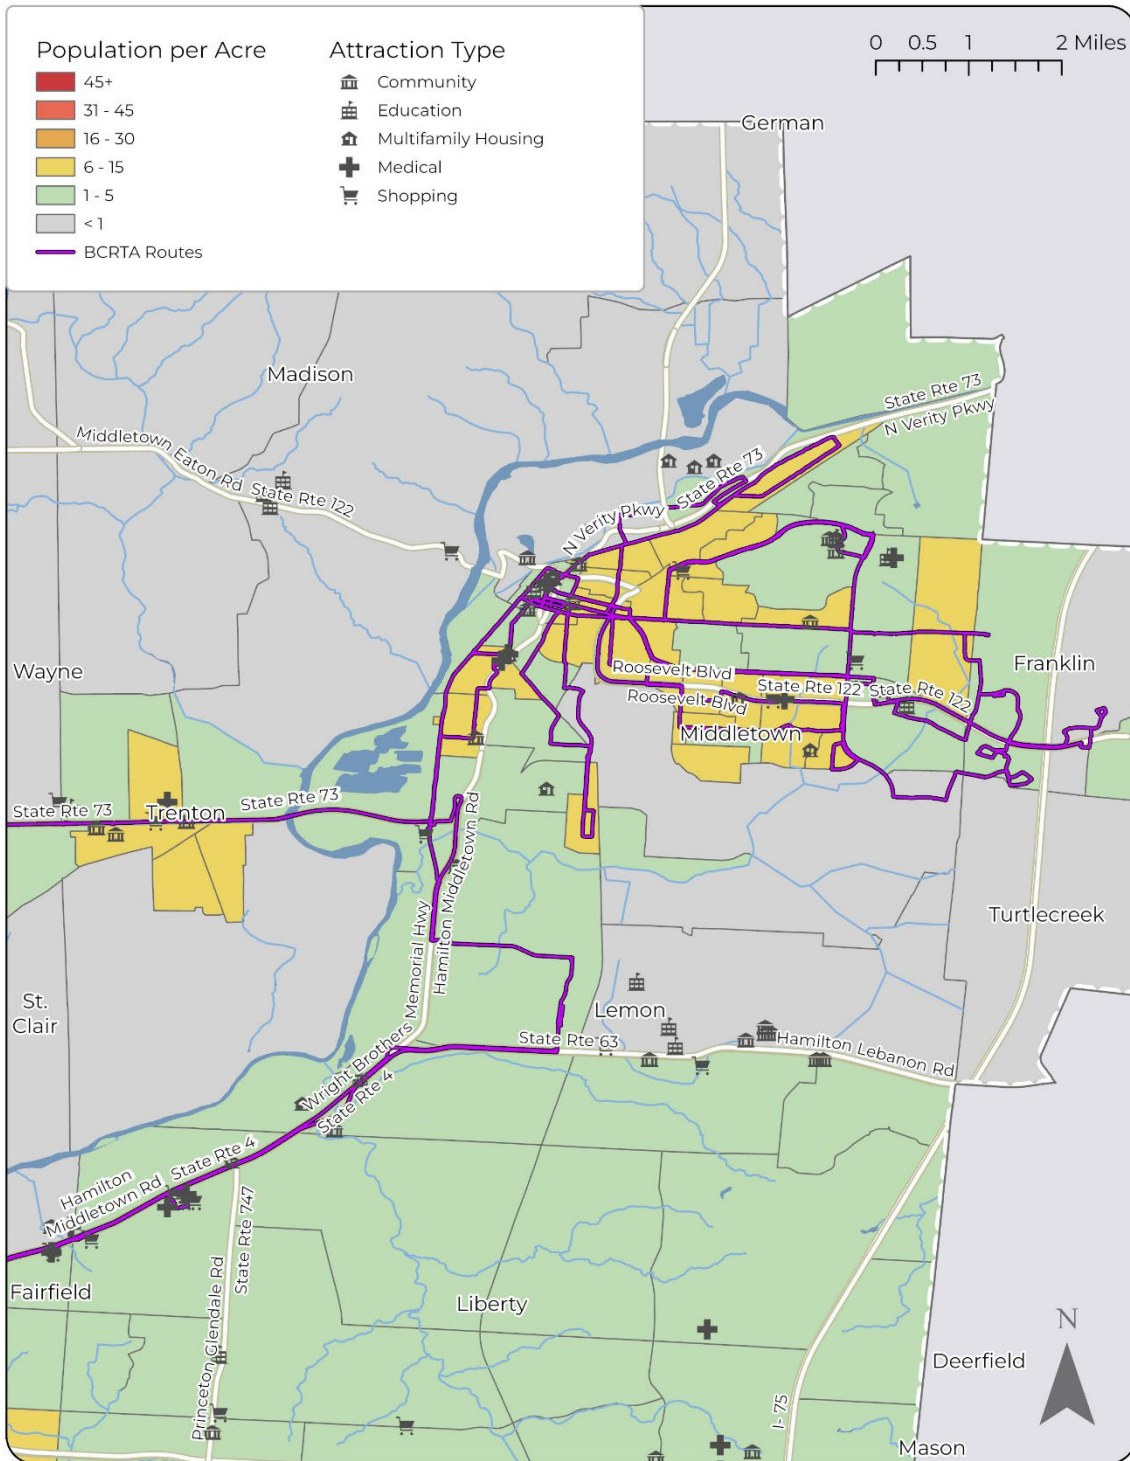 Population per Acre
45+
31 - 45
16 - 30
6 - 15
1 - 5
< 1
BCRTA Routes
Attraction Type
Community
Education
Multifamily Housing
Medical
Shopping
0 0.5 1 2 Miles
German
Madison
State Rte 73
N Verity Pkwy
Middletown Eaton Rd
State Rte 122
State Rte 73
N Verity Pkwy
Wayne
Franklin
Roosevelt Blvd
State Rte 122
State Rte 122
Roosevelt Blvd
Middletown
State Rte 73
Trenton
State Rte 73
Hamilton Middletown Rd
Wright Brothers Memorial Hwy
Turtlecreek
St.
Clair
Lemon
State Rte 63
Hamilton Lebanon Rd
State Rte 4
State Rte 4
Hamilton
Middletown Rd
State Rte 747
Princeton Glendale Rd
Fairfield
Liberty
I- 75
N
Deerfield
Mason